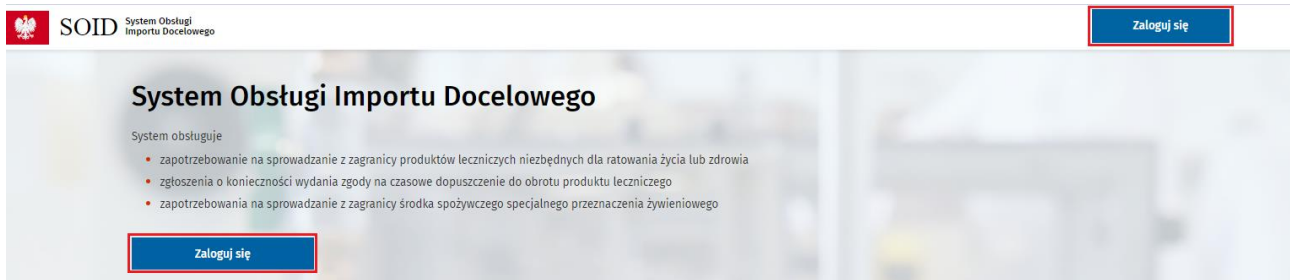 SOID System Obsługi
Importu Docelowego
Zaloguj się
System Obsługi Importu Docelowego
System obsługuje
• zapotrzebowanie na sprowadzanie z zagranicy produktów leczniczych niezbędnych dla ratowania życia lub zdrowia
• zgłoszenia o konieczności wydania zgody na czasowe dopuszczenie do obrotu produktu leczniczego
• zapotrzebowania na sprowadzanie z zagranicy środka spożywczego specjalnego przeznaczenia żywieniowego
Zaloguj się